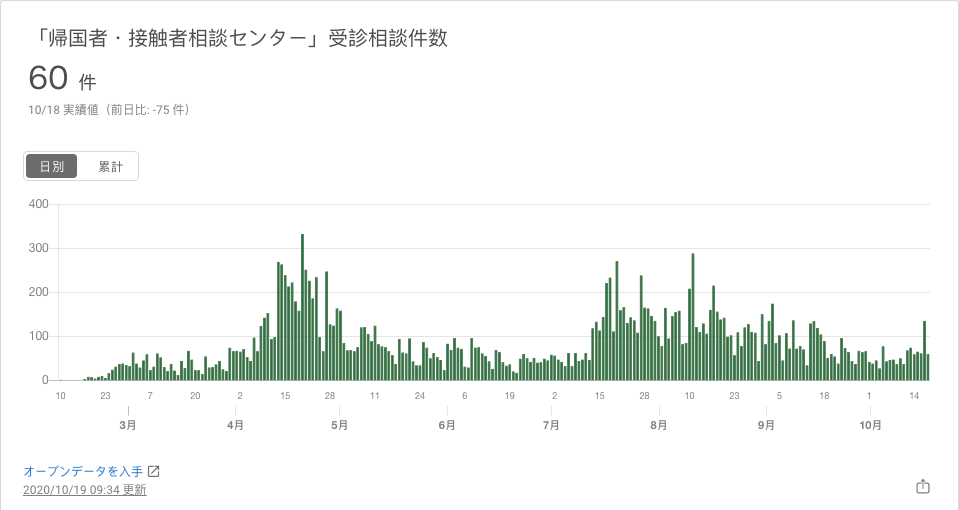 「帰国者・接触者相談センター」受診相談件数
60 件
10/18 実績値（前日比: -75 件）
日別 累計
400
300
200
100
0
10 23 7 20 2 15 28 11 24 6 19 2 15 28 10 23 5 18 1 14
3月 4月 5月 6月 7月 8月 9月 10月
オープンデータを入手
2020/10/19 09:34 更新